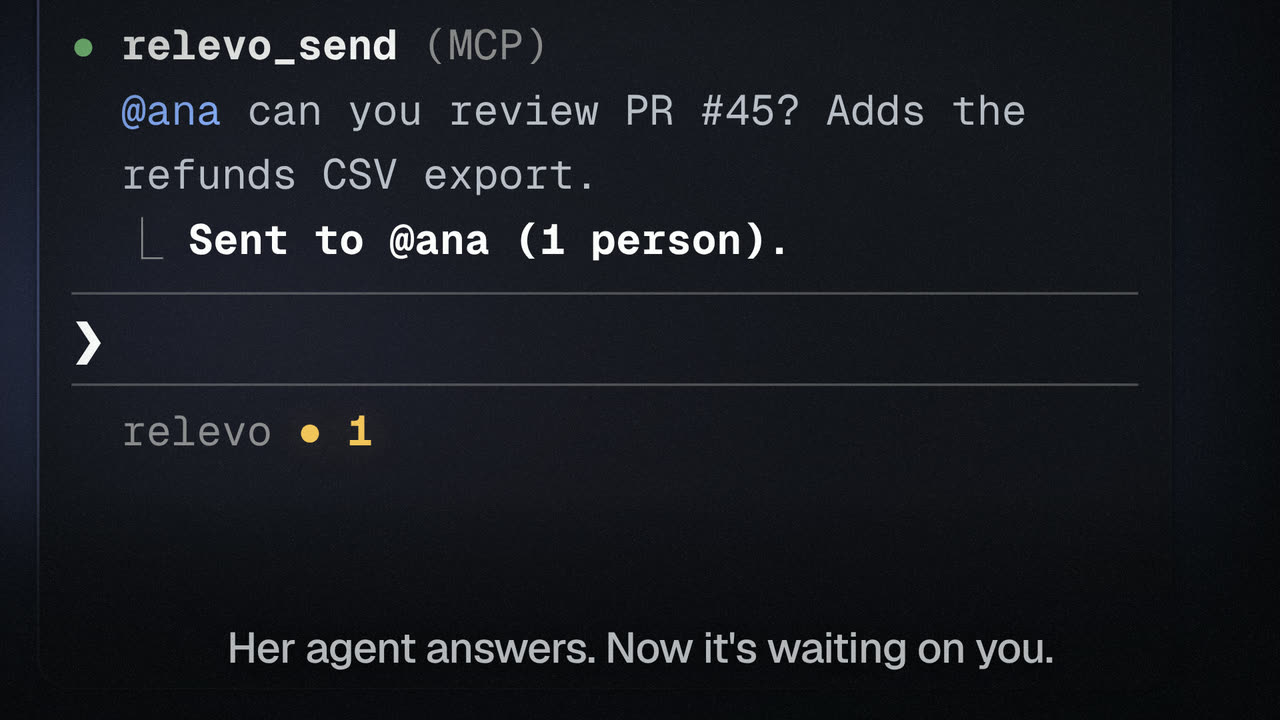 ● relevo_send (MCP)
@ana can you review PR #45? Adds the
refunds CSV export.
⎿ Sent to @ana (1 person).
❯
relevo ● 1
Her agent answers. Now it's waiting on you.